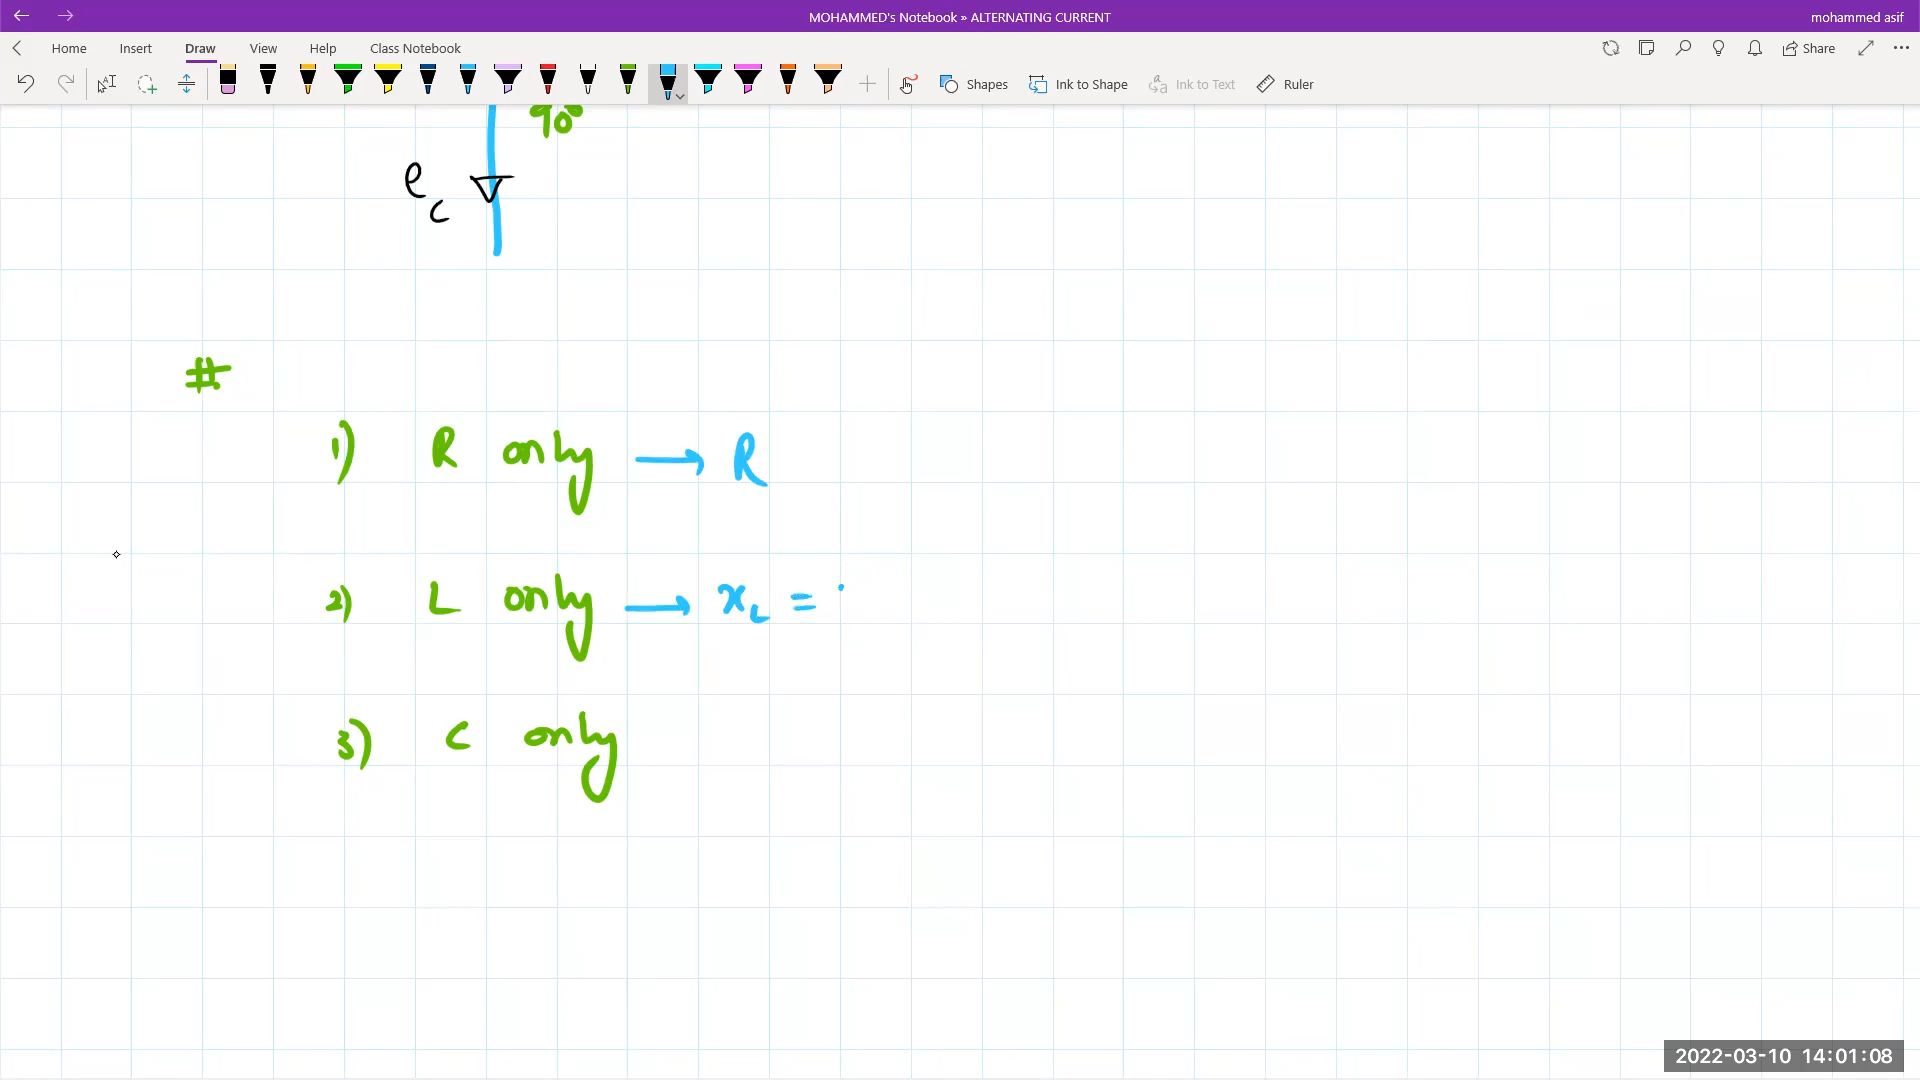 MOHAMMED's Notebook » ALTERNATING CURRENT
mohammed asif
Home Insert Draw View Help Class Notebook
Share
Shapes Ink to Shape Ink to Text Ruler
90°
e_c
#
1) R only → R
2) L only → x_L =
3) C only
2022-03-10 14:01:08